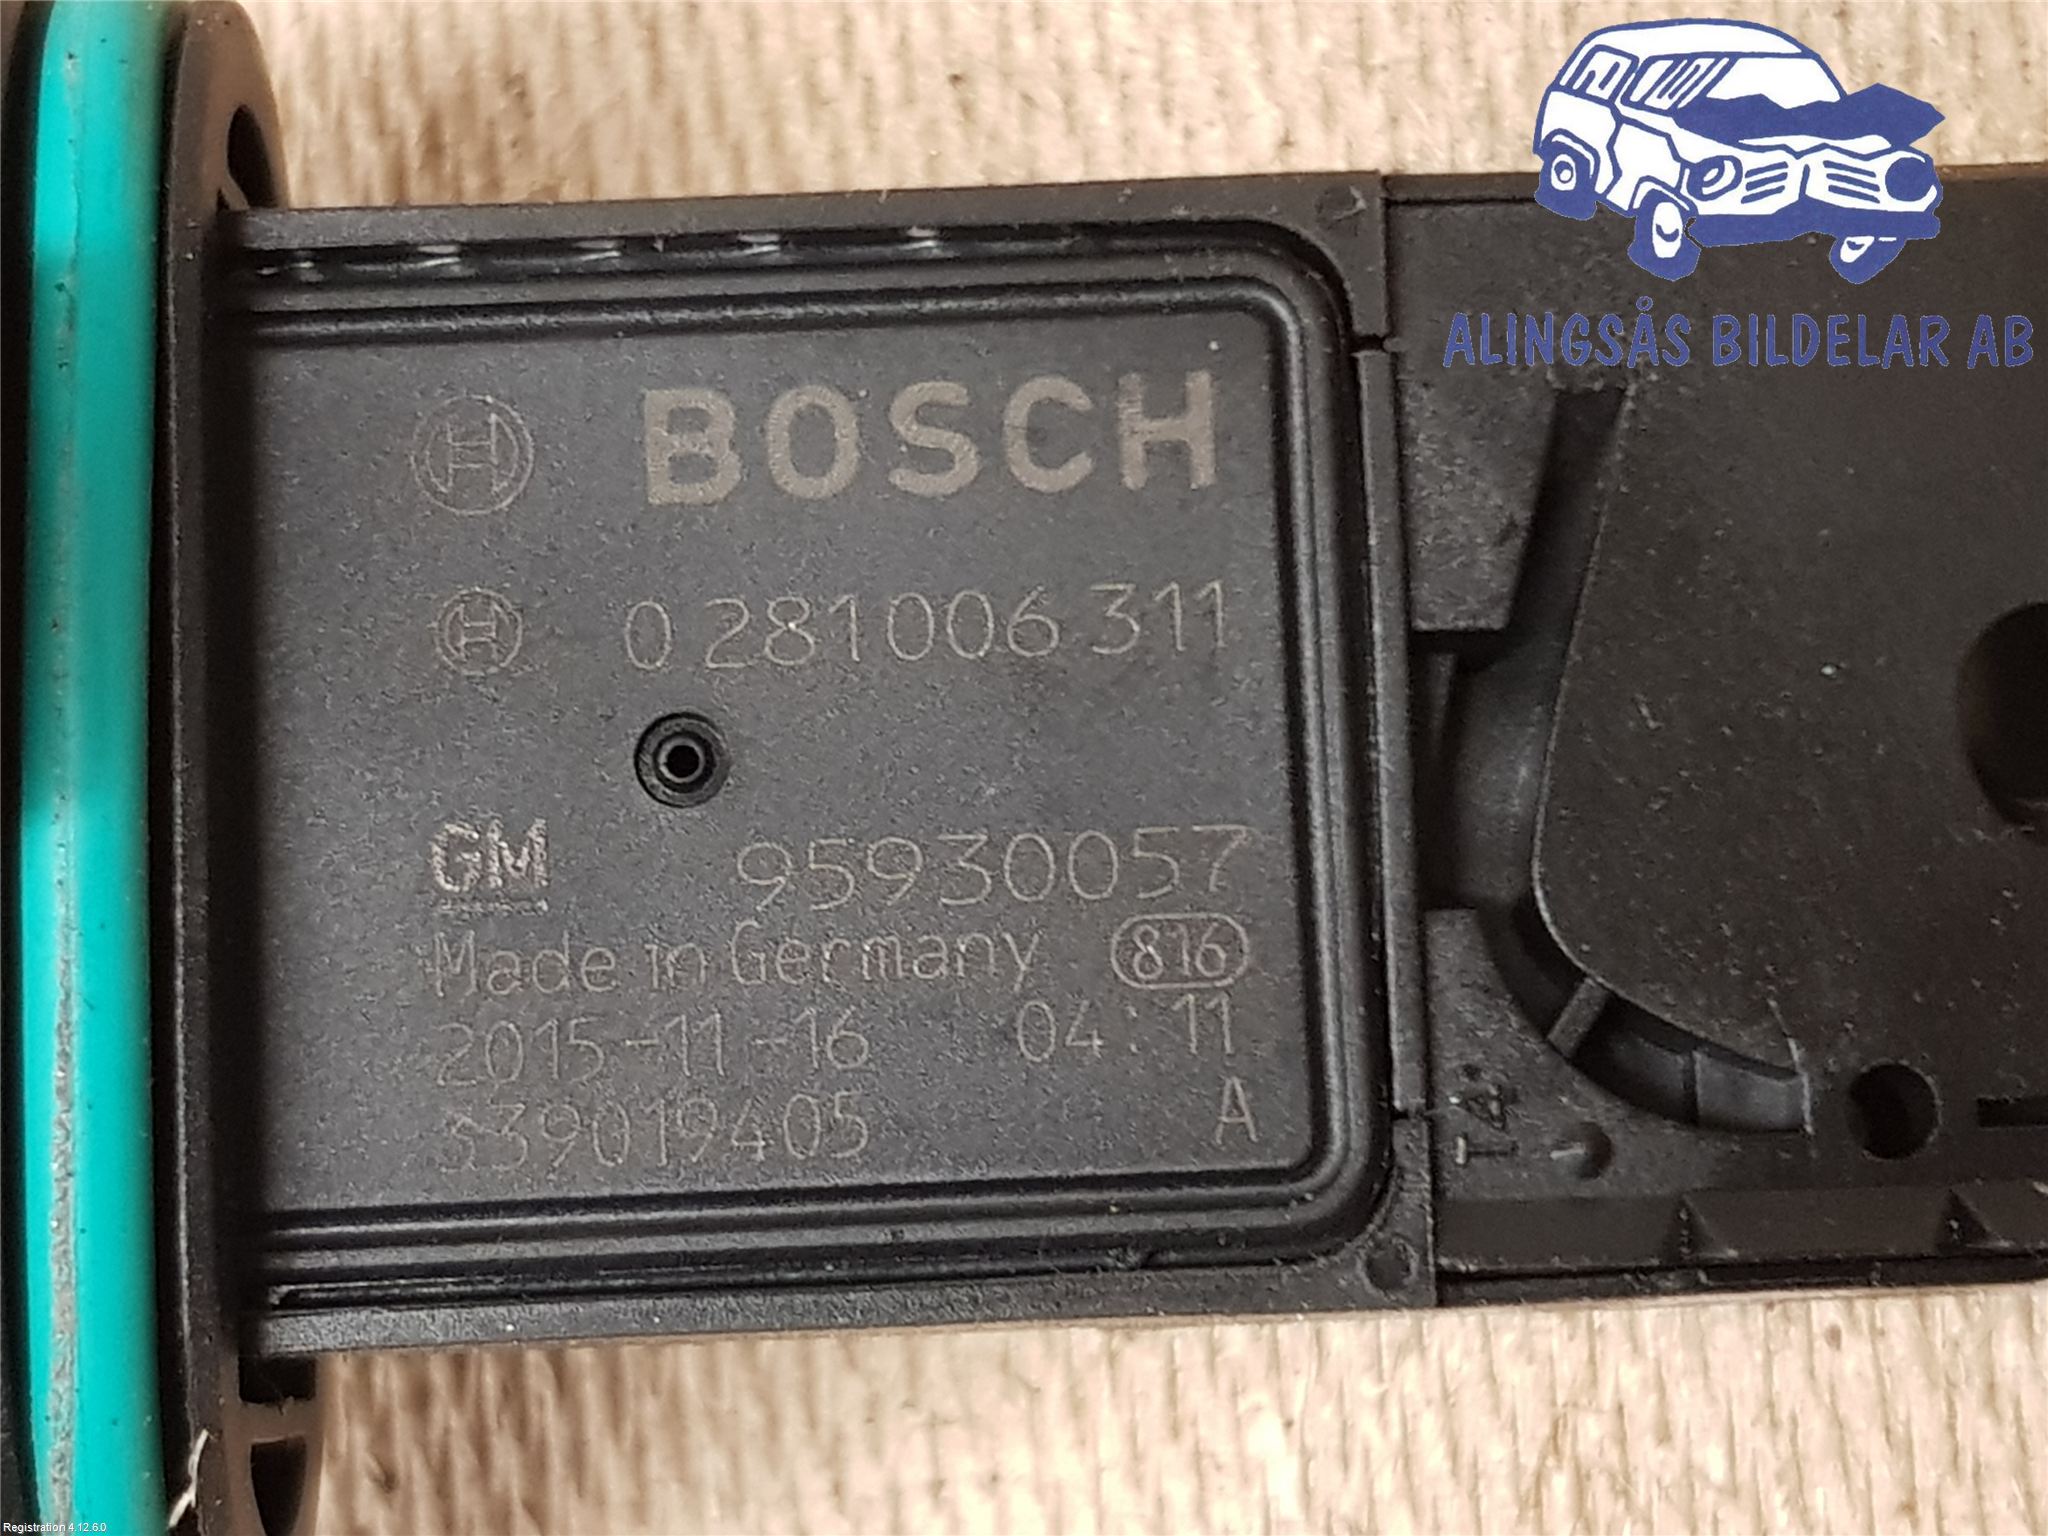 ALINGSÅS BILDELAR AB
BOSCH
0 281 006 311
GM 95930057
Made in Germany 816
2015-11-16 04:11
339019405 A
Registration 4.12.6.0